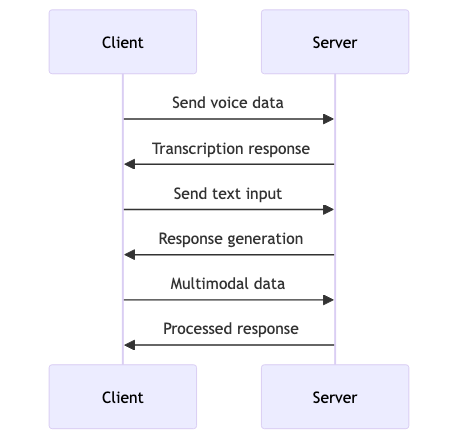 Client
Server
Send voice data
Transcription response
Send text input
Response generation
Multimodal data
Processed response
Client
Server